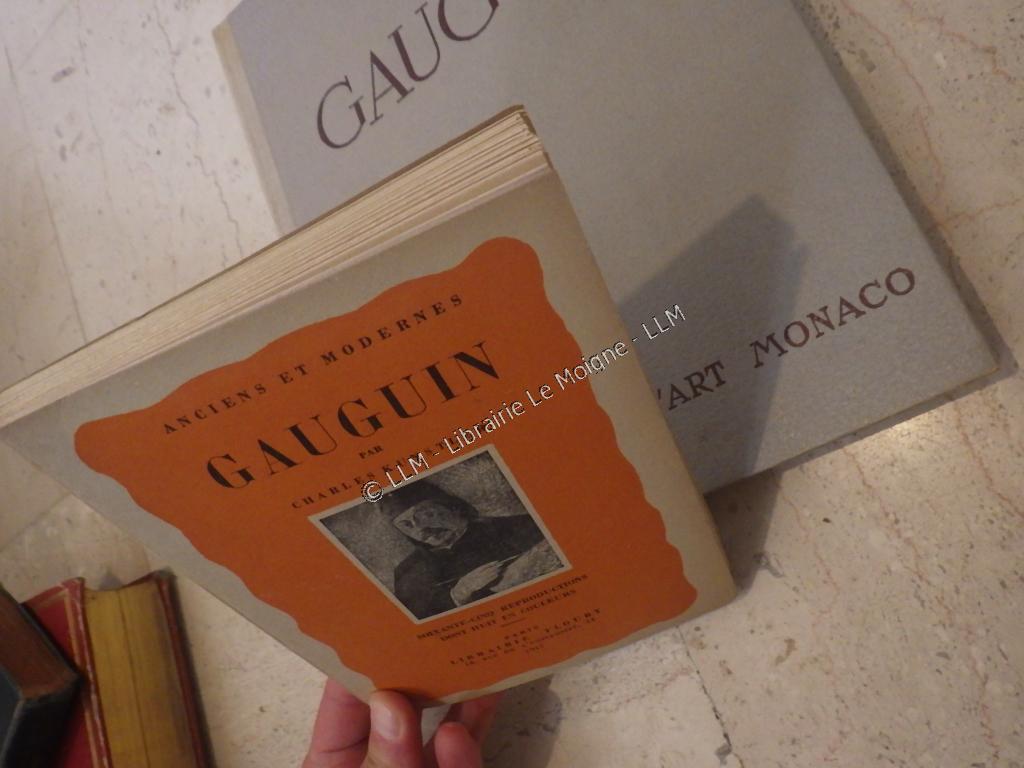 GAUG
'ART MONACO
ANCIENS ET MODERNES
GAUGUIN
PAR
CHARLES
© LLM - Librairie Le Moigne - LLM
SOIXANTE-CINQ REPRODUCTIONS
DONT HUIT EN COULEURS
PARIS
LIBRAIRIE FLOURY